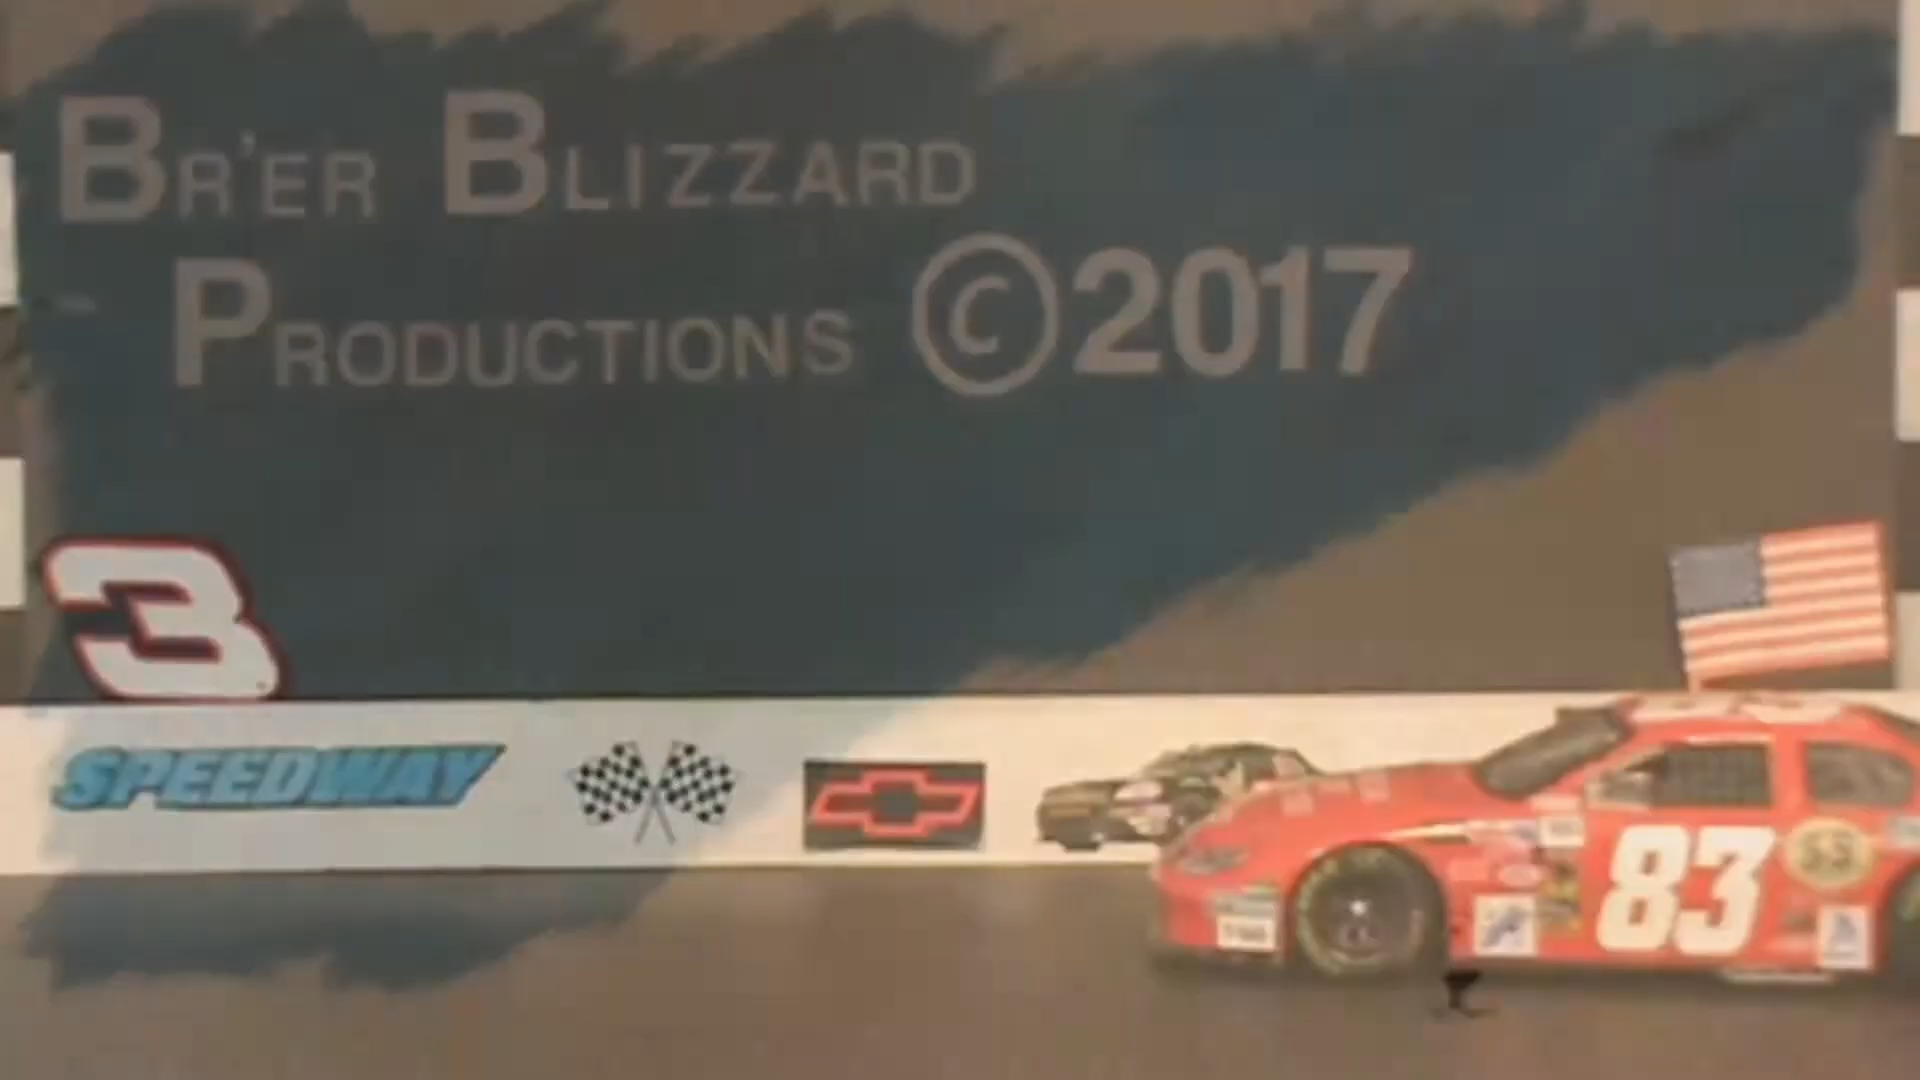 BR'ER BLIZZARD
PRODUCTIONS ©2017
3
SPEEDWAY
83